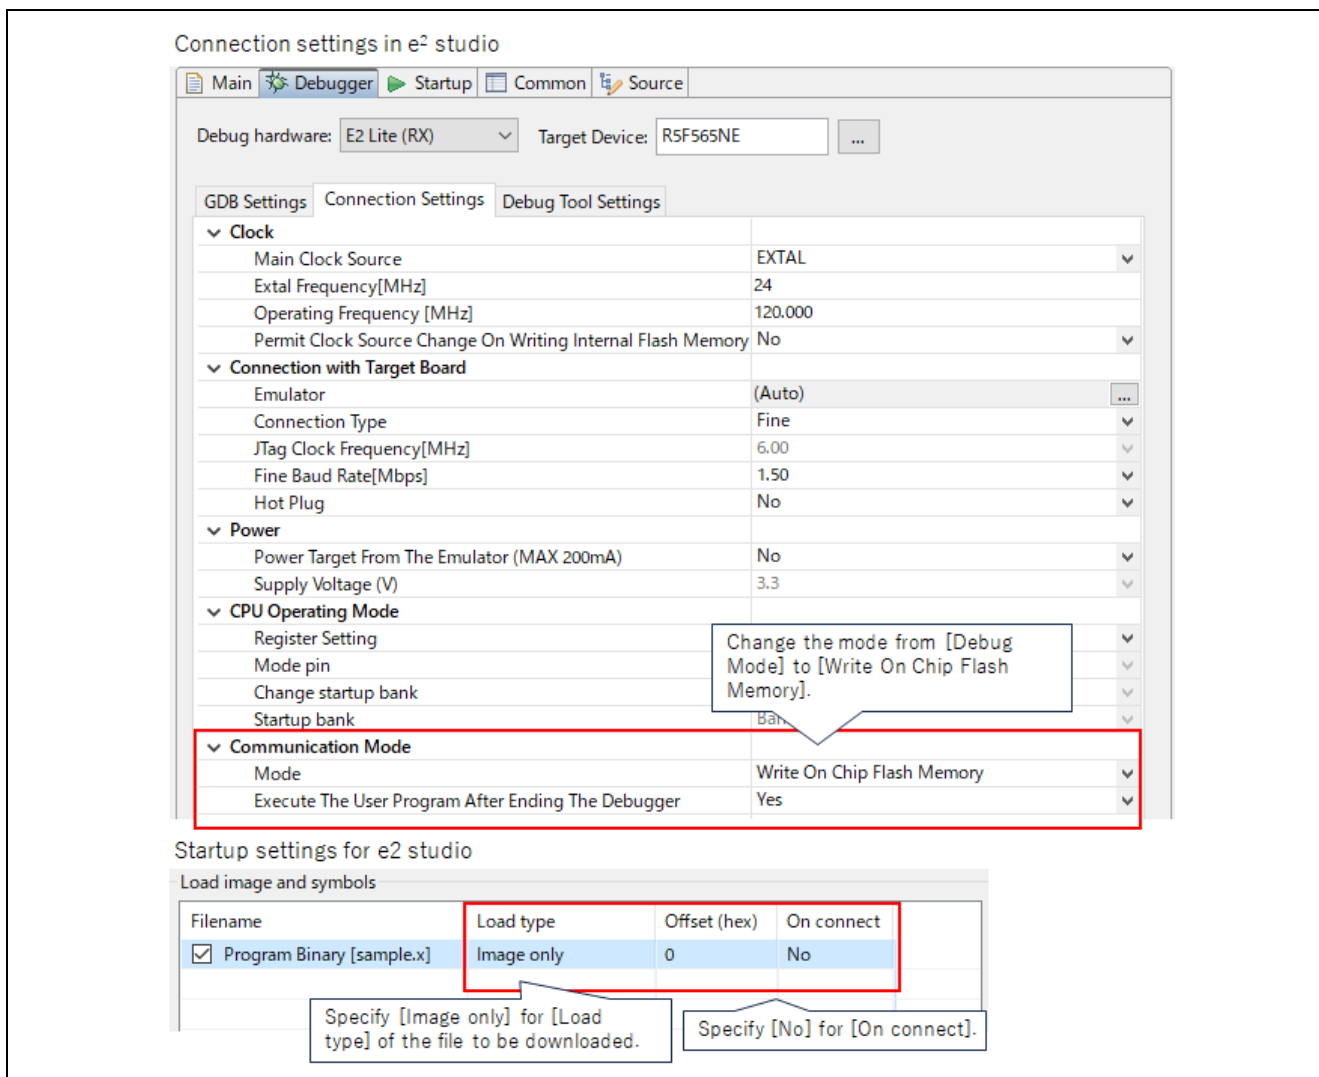 Connection settings in e² studio
Main Debugger Startup Common Source
Debug hardware: E2 Lite (RX) Target Device: R5F565NE ...
GDB Settings Connection Settings Debug Tool Settings
Clock
Main Clock Source EXTAL
Extal Frequency[MHz] 24
Operating Frequency [MHz] 120.000
Permit Clock Source Change On Writing Internal Flash Memory No
Connection with Target Board
Emulator (Auto) ...
Connection Type Fine
JTag Clock Frequency[MHz] 6.00
Fine Baud Rate[Mbps] 1.50
Hot Plug No
Power
Power Target From The Emulator (MAX 200mA) No
Supply Voltage (V) 3.3
CPU Operating Mode
Register Setting
Mode pin
Change startup bank
Startup bank
Change the mode from [Debug
Mode] to [Write On Chip Flash
Memory].
Communication Mode
Mode Write On Chip Flash Memory
Execute The User Program After Ending The Debugger Yes
Startup settings for e2 studio
Load image and symbols
Filename Load type Offset (hex) On connect
Program Binary [sample.x] Image only 0 No
Specify [Image only] for [Load
type] of the file to be downloaded.
Specify [No] for [On connect].